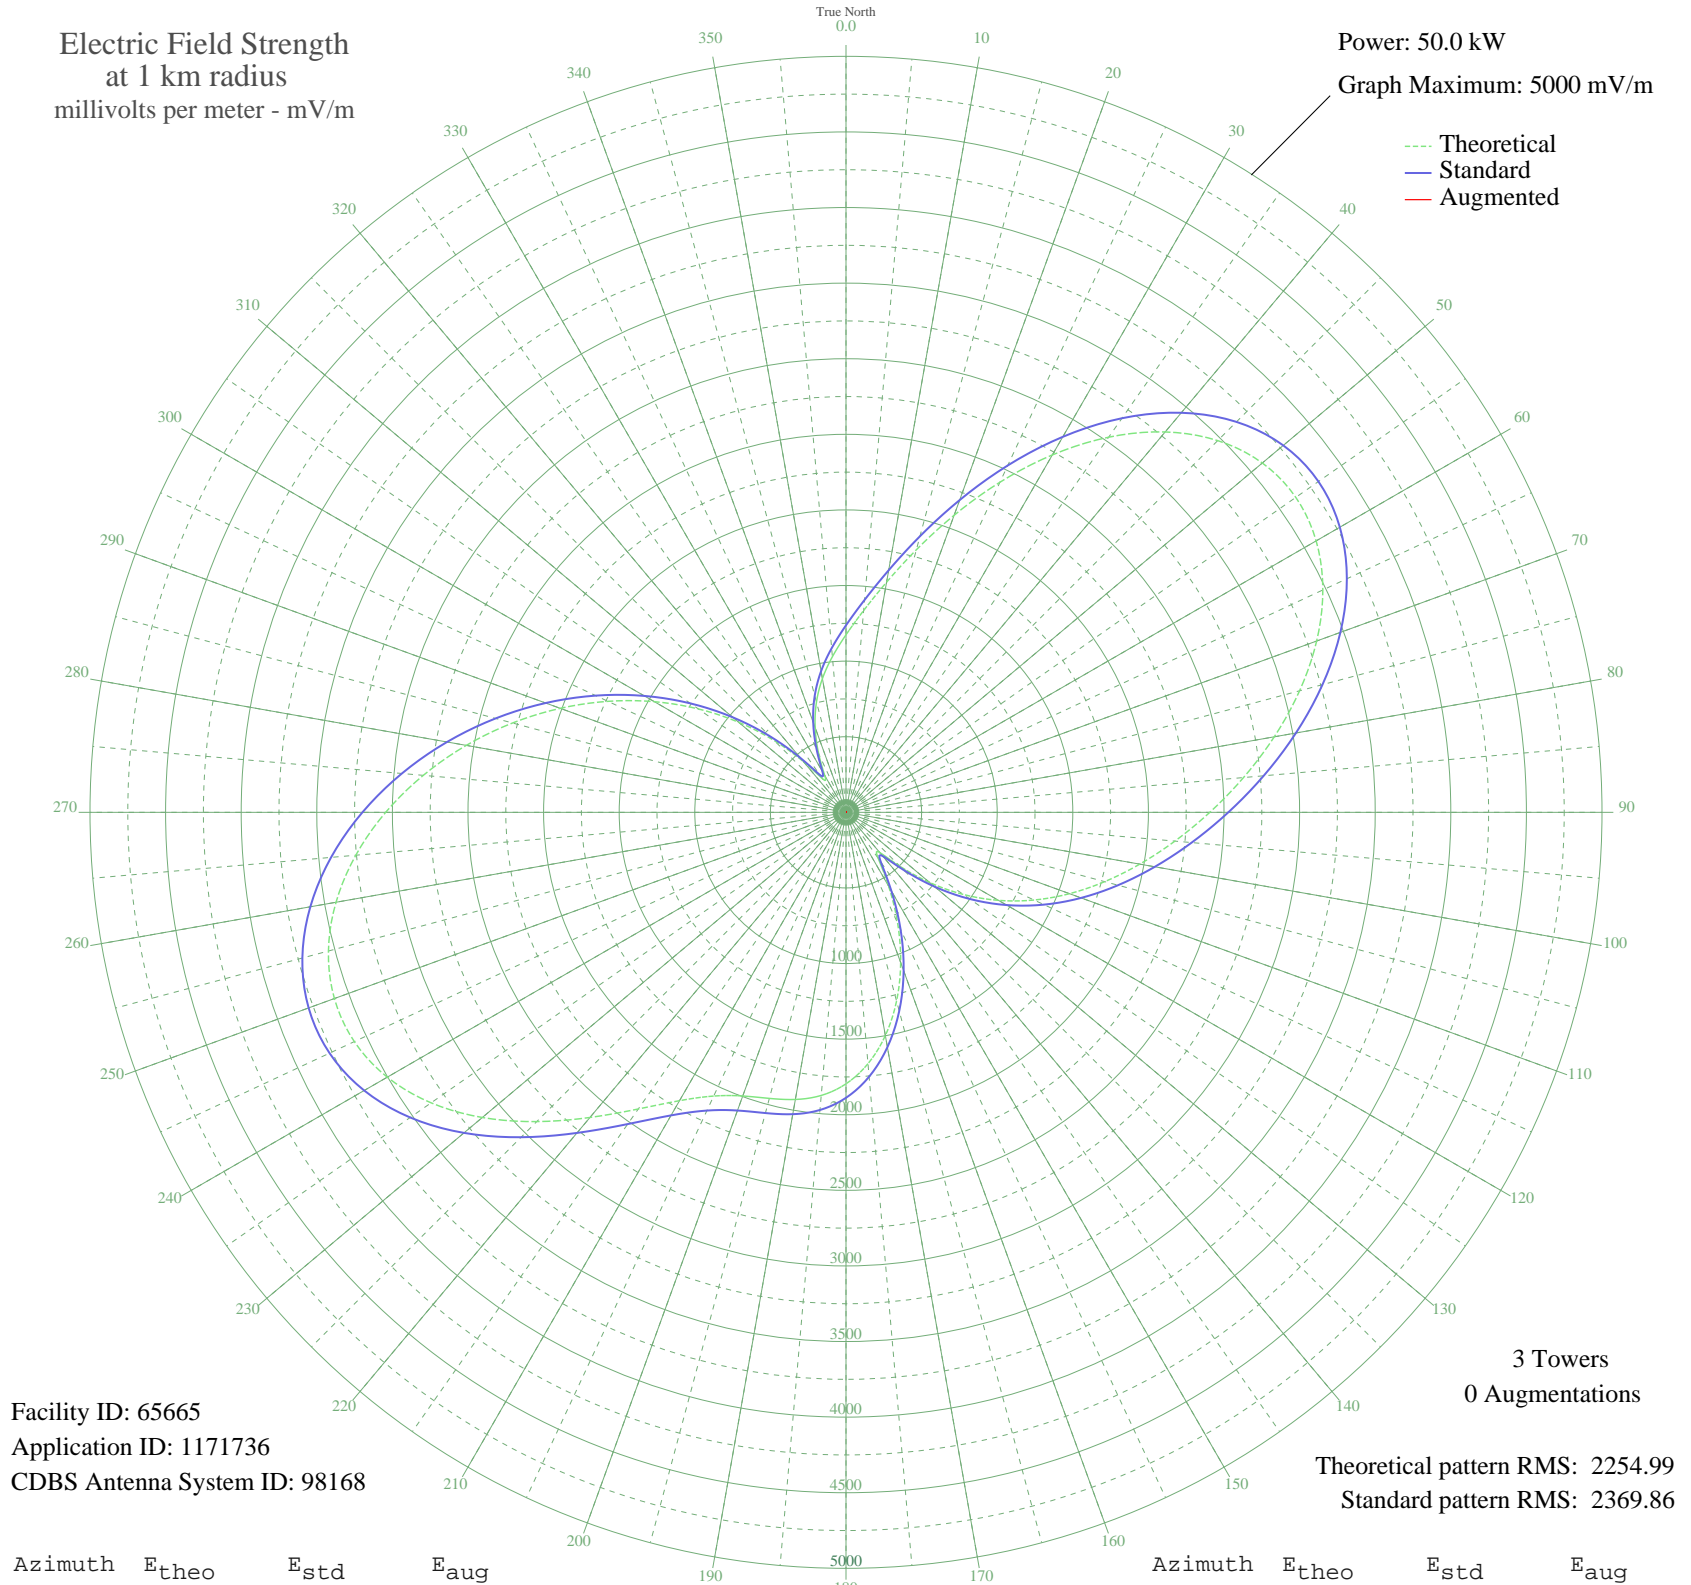 True North
0.0
Electric Field Strength
at 1 km radius
millivolts per meter - mV/m
Power: 50.0 kW
Graph Maximum: 5000 mV/m
Theoretical
Standard
Augmented
10
20
30
40
50
60
70
80
90
100
110
120
130
140
150
160
170
190
200
210
220
230
240
250
260
270
280
290
300
310
320
330
340
350
1000
1500
2000
2500
3000
3500
4000
4500
5000
3 Towers
0 Augmentations
Facility ID: 65665
Application ID: 1171736
CDBS Antenna System ID: 98168
Theoretical pattern RMS: 2254.99
Standard pattern RMS: 2369.86
Azimuth Etheo Estd Eaug Azimuth Etheo Estd Eaug